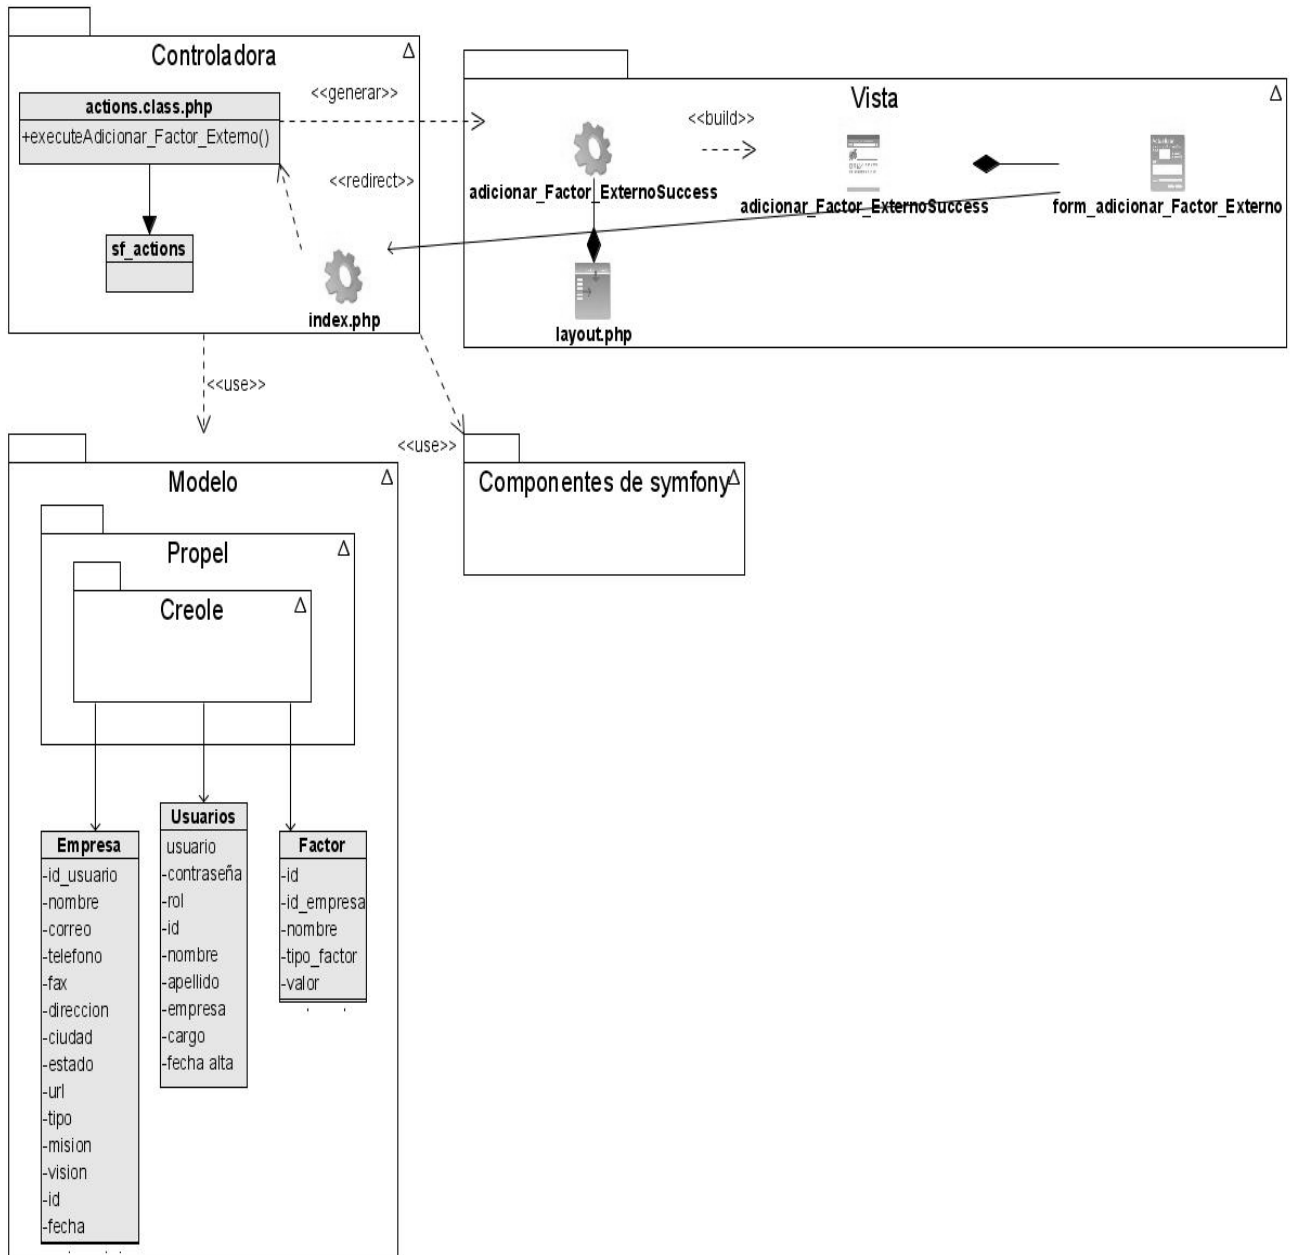 Controladora
actions.class.php
+executeAdicionar_Factor_Externo()
sf_actions
<<generar>>
<<redirect>>
index.php
Vista
<<build>>
adicionar_Factor_ExternoSuccess
adicionar_Factor_ExternoSuccess
form_adicionar_Factor_Externo
layout.php
<<use>>
<<use>>
Componentes de symfony
Modelo
Propel
Creole
Empresa
-id_usuario
-nombre
-correo
-telefono
-fax
-direccion
-ciudad
-estado
-url
-tipo
-mision
-vision
-id
-fecha
Usuarios
usuario
-contraseña
-rol
-id
-nombre
-apellido
-empresa
-cargo
-fecha alta
Factor
-id
-id_empresa
-nombre
-tipo_factor
-valor